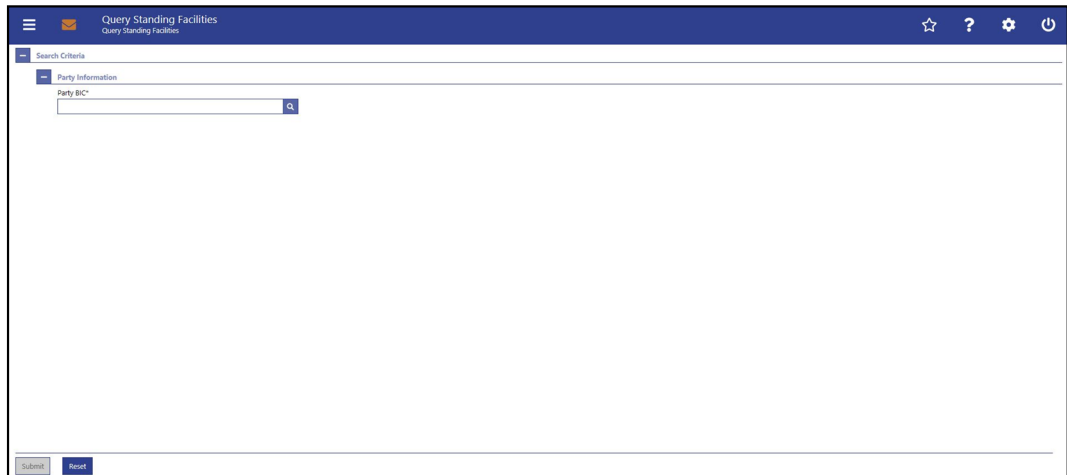 Query Standing Facilities
Query Standing Facilities
Search Criteria
Party Information
Party BIC*
Submit
Reset